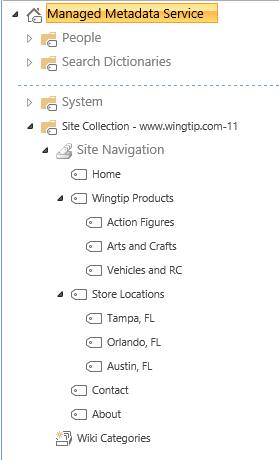 Managed Metadata Service
People
Search Dictionaries
System
Site Collection - www.wingtip.com-11
Site Navigation
Home
Wingtip Products
Action Figures
Arts and Crafts
Vehicles and RC
Store Locations
Tampa, FL
Orlando, FL
Austin, FL
Contact
About
Wiki Categories